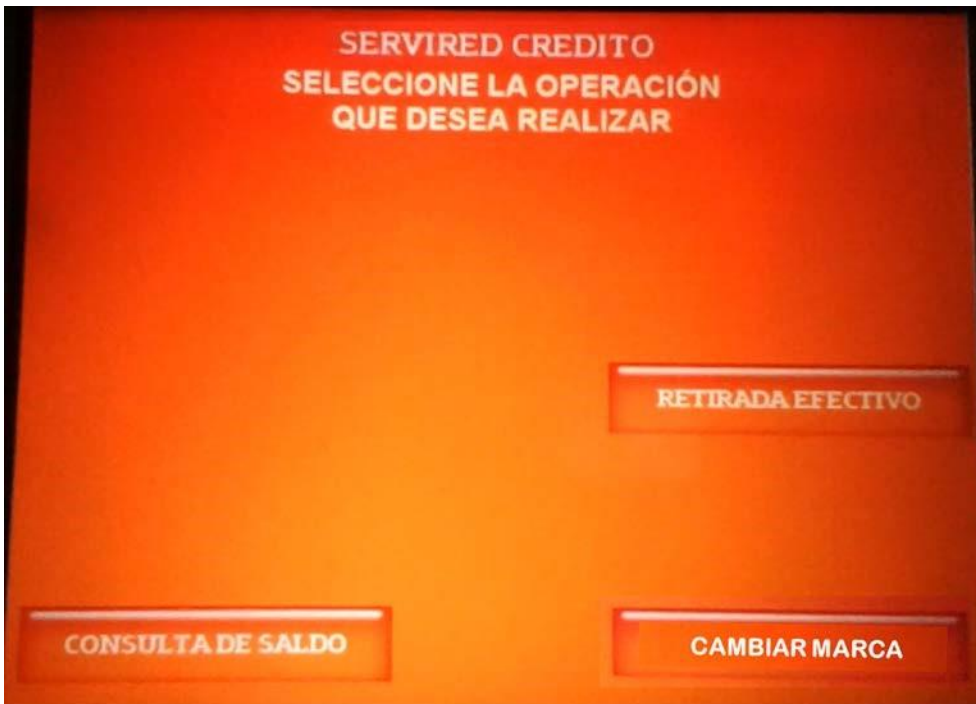 SERVIRED CREDITO
SELECCIONE LA OPERACIÓN
QUE DESEA REALIZAR
RETIRADA EFECTIVO
CONSULTA DE SALDO
CAMBIAR MARCA